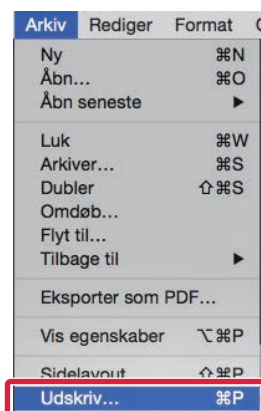 Arkiv Rediger Format
Ny ⌘N
Åbn... ⌘O
Åbn seneste ▶
Luk ⌘W
Arkiver... ⌘S
Dubler ⇧⌘S
Omdøb...
Flyt til...
Tilbage til ▶
Eksporter som PDF...
Vis egenskaber ⌥⌘P
Sidelayout ⇧⌘P
Udskriv... ⌘P